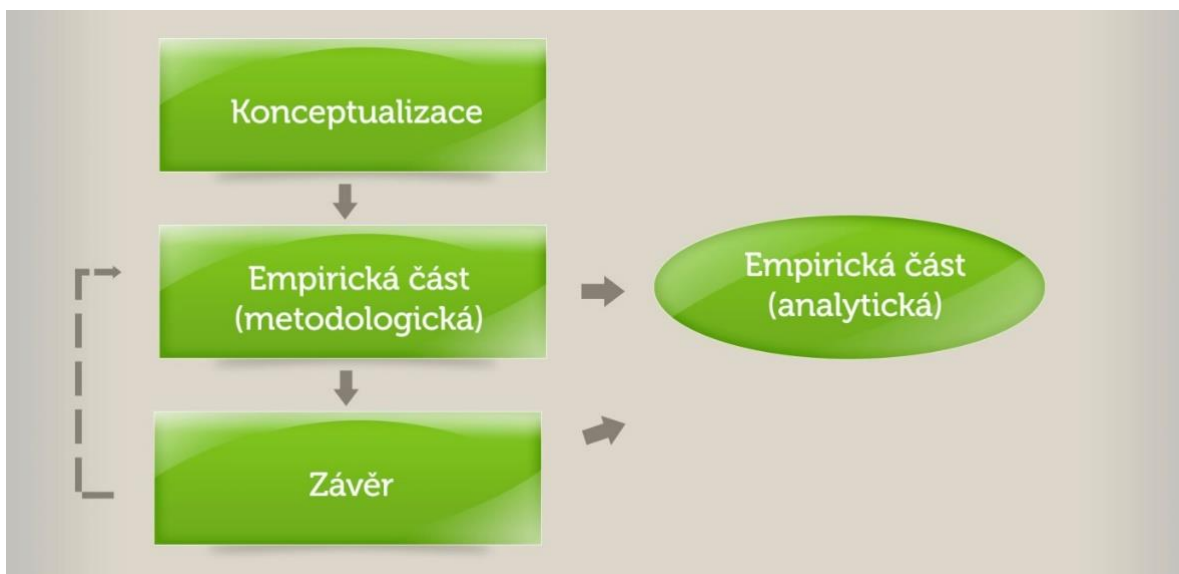 Konceptualizace
Empirická část
(metodologická)
Empirická část
(analytická)
Závěr